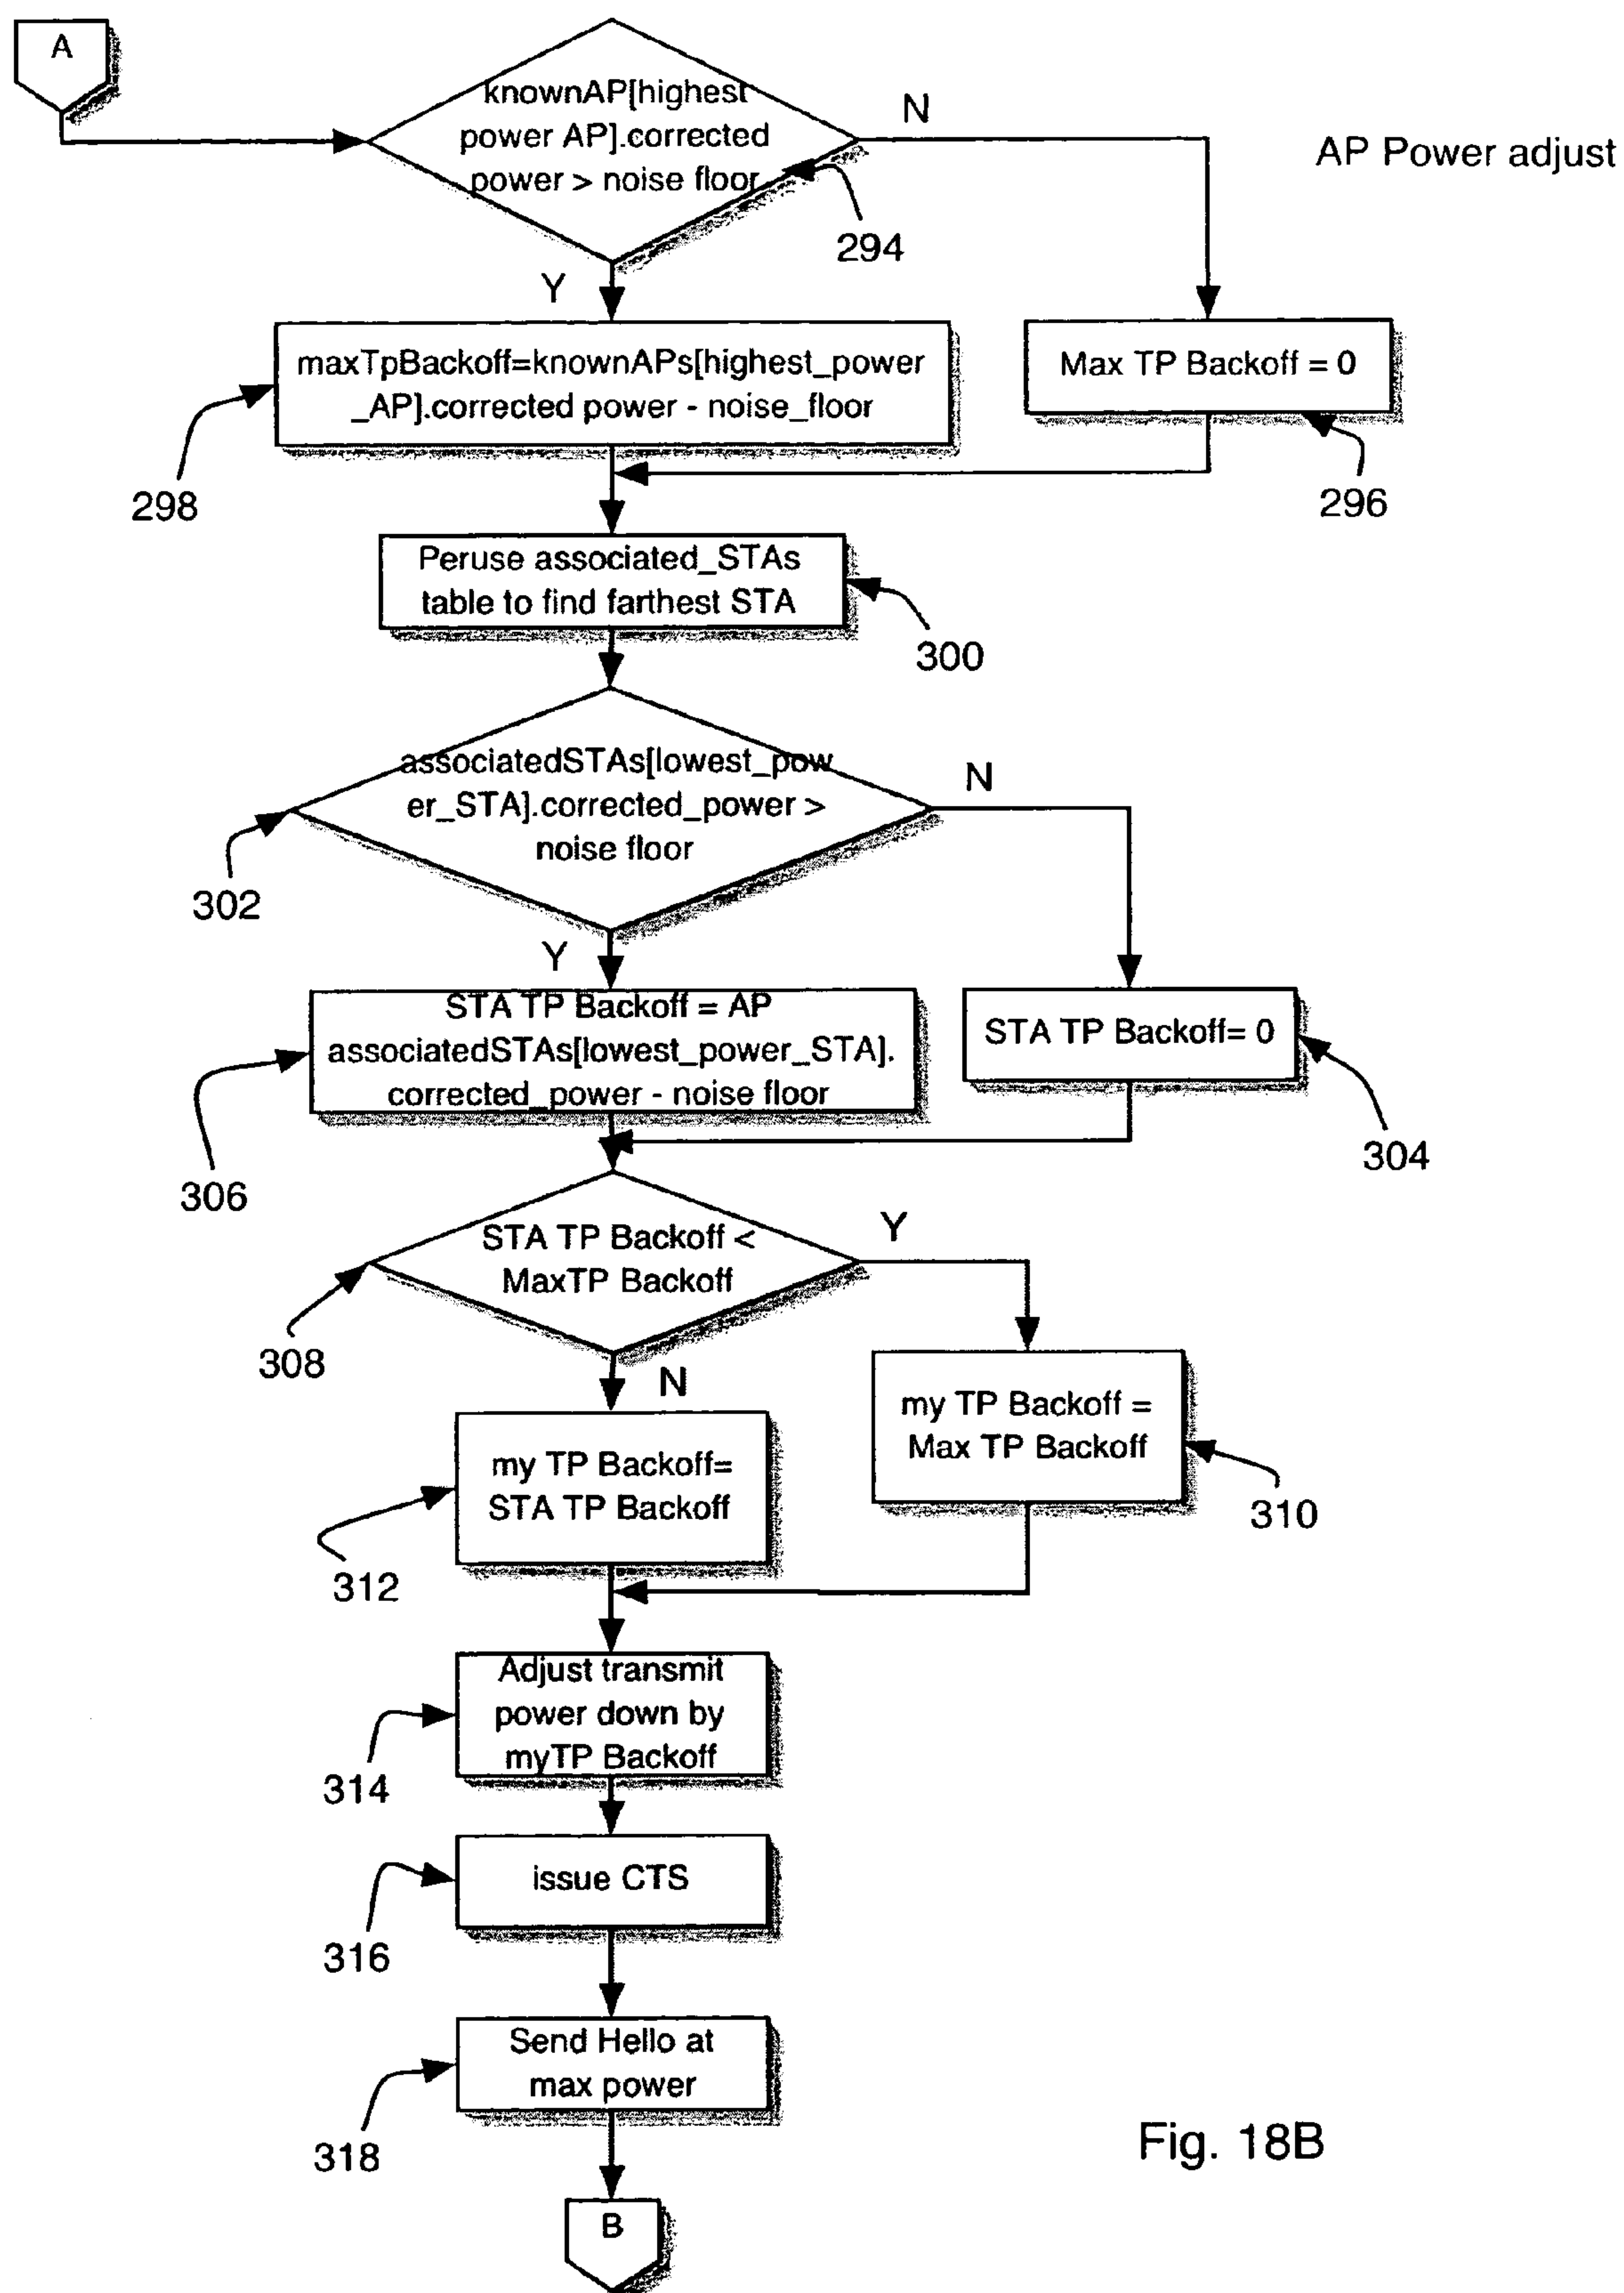 A
knownAP[highest
power AP].corrected
power > noise floor
N
AP Power adjust
294
Y
maxTpBackoff=knownAPs[highest_power
_AP].corrected power - noise_floor
Max TP Backoff = 0
298
296
Peruse associated_STAs
table to find farthest STA
300
associatedSTAs[lowest_pow
er_STA].corrected_power >
noise floor
N
302
Y
STA TP Backoff = AP
associatedSTAs[lowest_power_STA].
corrected_power - noise floor
STA TP Backoff= 0
306
304
STA TP Backoff <
MaxTP Backoff
Y
308
N
my TP Backoff=
STA TP Backoff
my TP Backoff =
Max TP Backoff
310
312
Adjust transmit
power down by
myTP Backoff
314
issue CTS
316
Send Hello at
max power
318
Fig. 18B
B